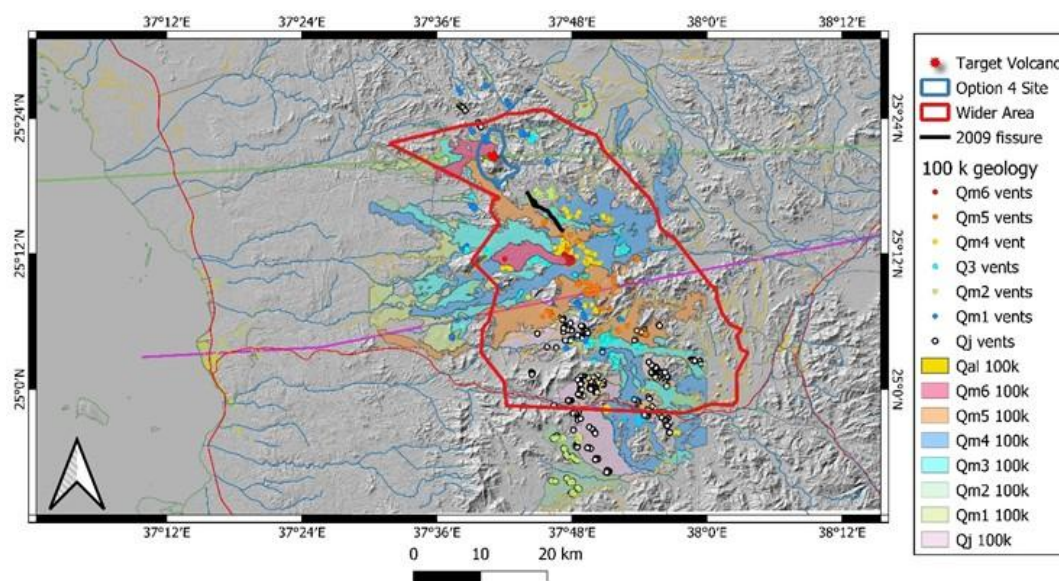 37°12'E 37°24'E 37°36'E 37°48'E 38°0'E 38°12'E
25°24'N 25°24'N
25°12'N 25°12'N
25°0'N 25°0'N
37°12'E 37°24'E 37°36'E 37°48'E 38°0'E 38°12'E
0 10 20 km
Target Volcano
Option 4 Site
Wider Area
2009 fissure
100 k geology
Qm6 vents
Qm5 vents
Qm4 vent
Q3 vents
Qm2 vents
Qm1 vents
Qj vents
Qal 100k
Qm6 100k
Qm5 100k
Qm4 100k
Qm3 100k
Qm2 100k
Qm1 100k
Qj 100k